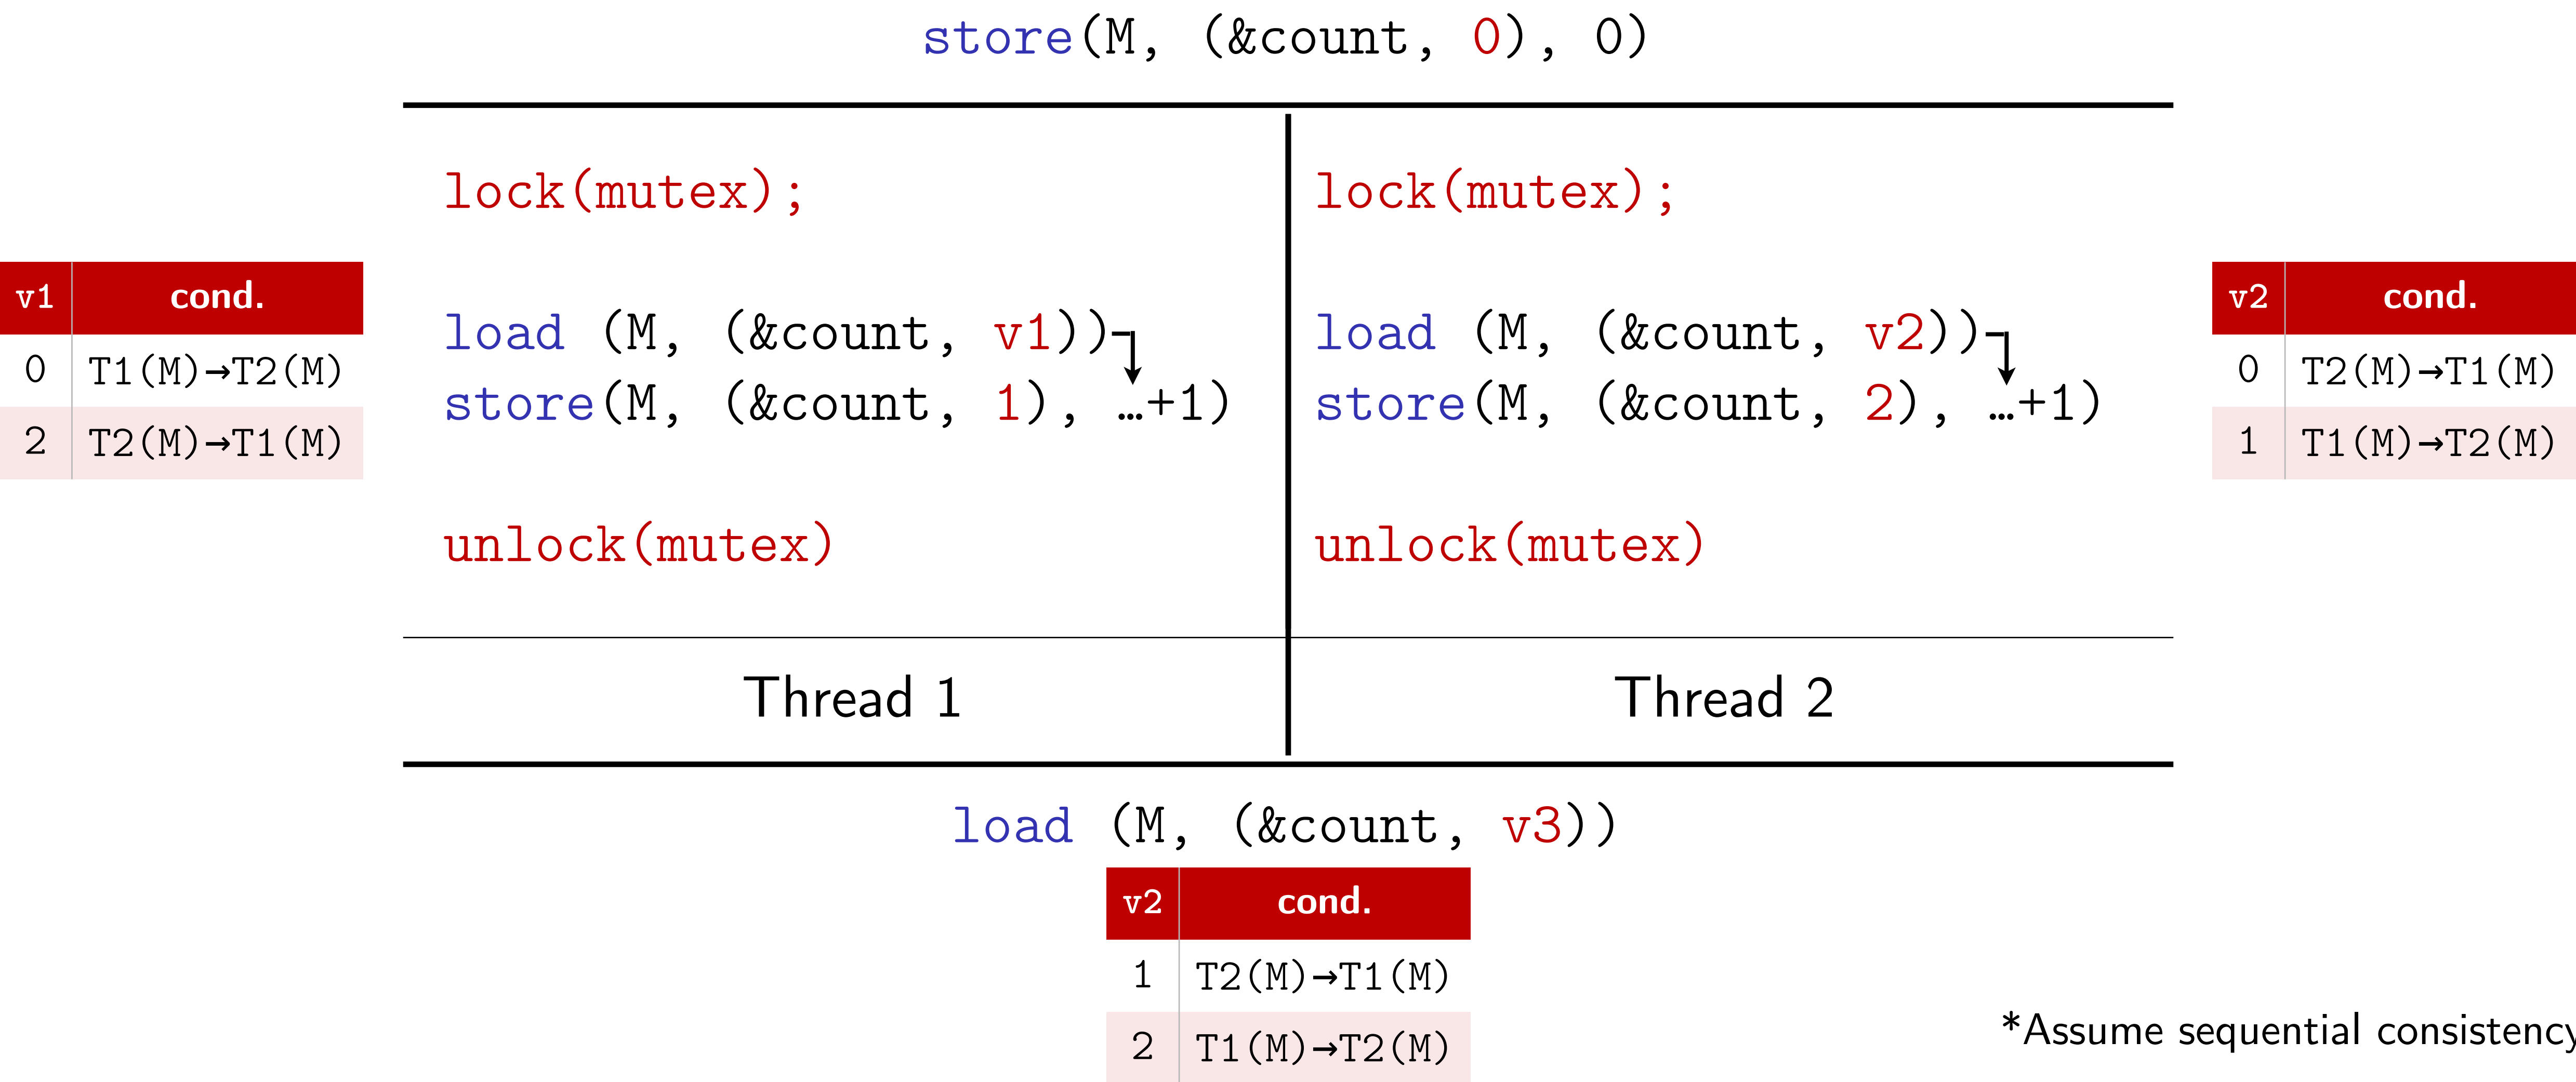 store(M, (&count, 0), 0)
lock(mutex);
load (M, (&count, v1))
store(M, (&count, 1), …+1)
unlock(mutex)
Thread 1
lock(mutex);
load (M, (&count, v2))
store(M, (&count, 2), …+1)
unlock(mutex)
Thread 2
v1 cond.
0 T1(M)→T2(M)
2 T2(M)→T1(M)
v2 cond.
0 T2(M)→T1(M)
1 T1(M)→T2(M)
load (M, (&count, v3))
v2 cond.
1 T2(M)→T1(M)
2 T1(M)→T2(M)
*Assume sequential consistency